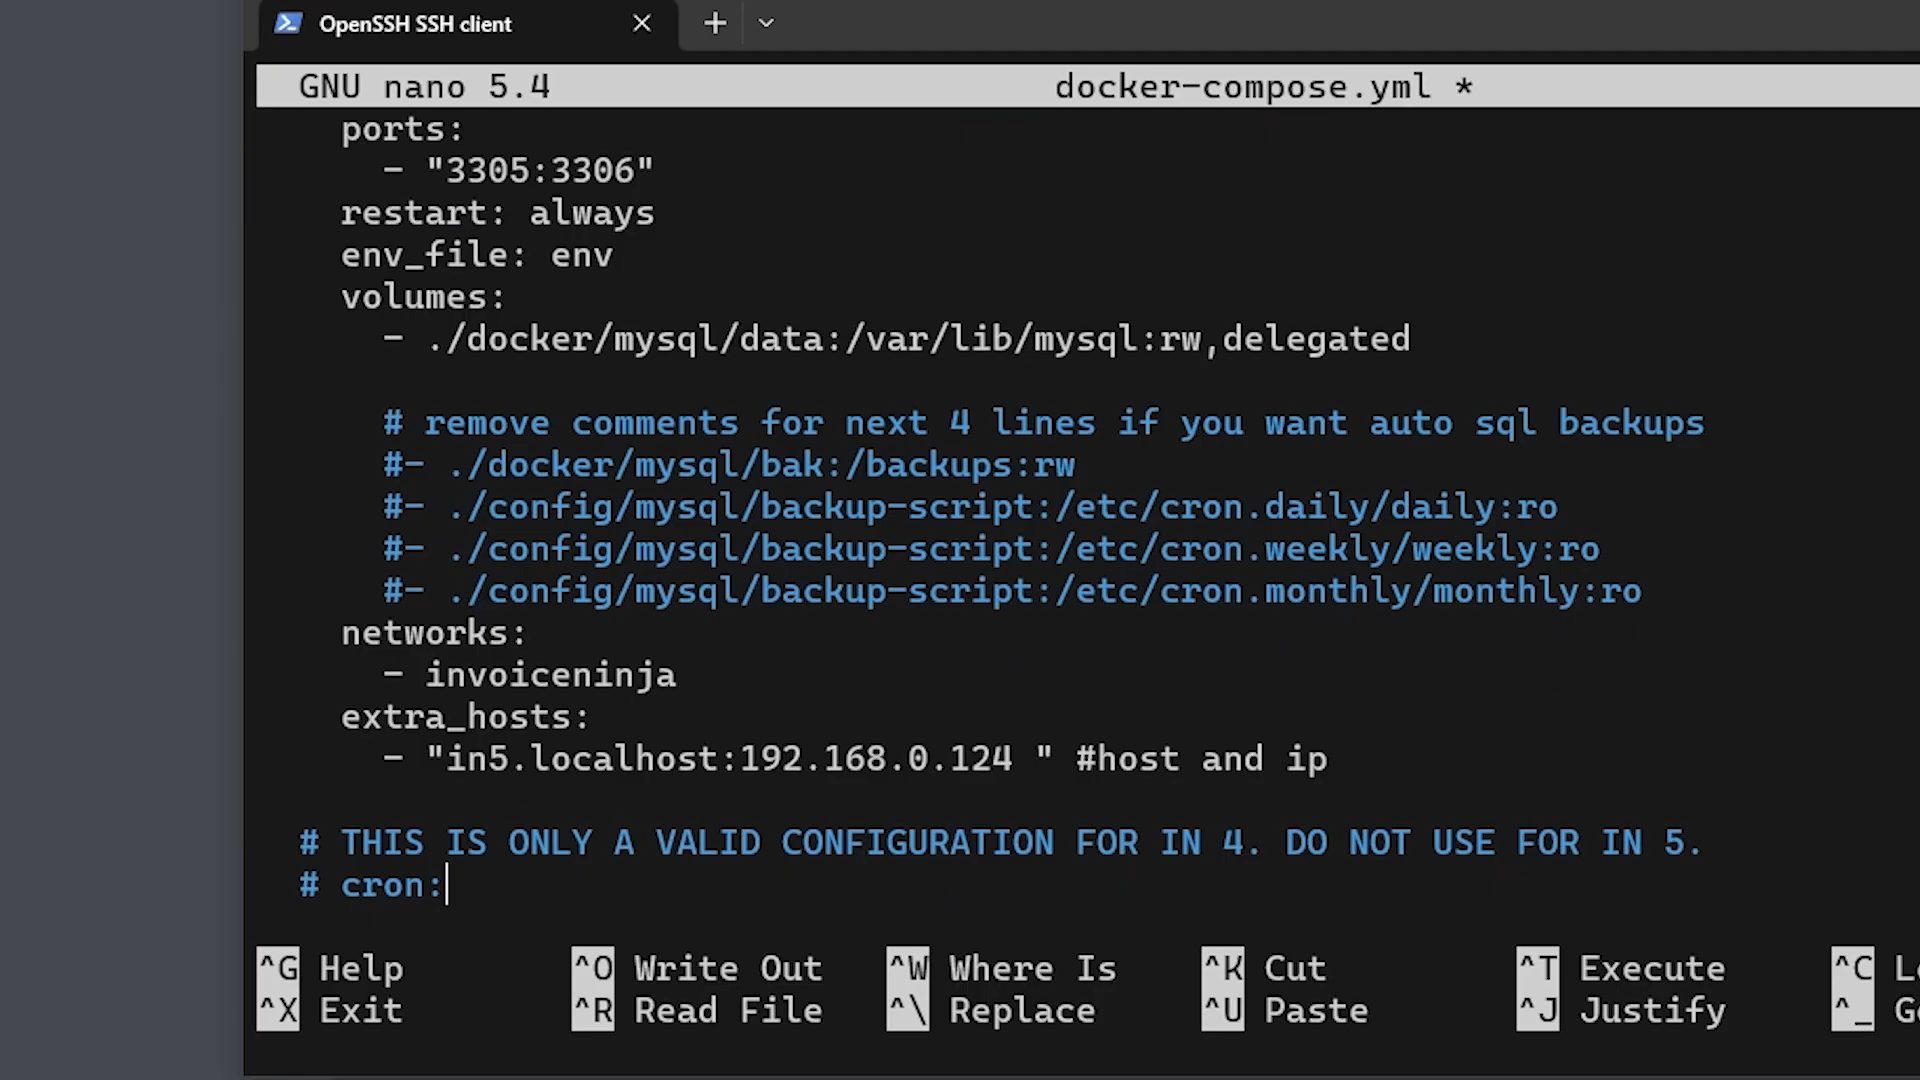 OpenSSH SSH client
GNU nano 5.4 docker-compose.yml *
ports:
- "3305:3306"
restart: always
env_file: env
volumes:
- ./docker/mysql/data:/var/lib/mysql:rw,delegated
# remove comments for next 4 lines if you want auto sql backups
#- ./docker/mysql/bak:/backups:rw
#- ./config/mysql/backup-script:/etc/cron.daily/daily:ro
#- ./config/mysql/backup-script:/etc/cron.weekly/weekly:ro
#- ./config/mysql/backup-script:/etc/cron.monthly/monthly:ro
networks:
- invoiceninja
extra_hosts:
- "in5.localhost:192.168.0.124 " #host and ip
# THIS IS ONLY A VALID CONFIGURATION FOR IN 4. DO NOT USE FOR IN 5.
# cron:
^G Help ^O Write Out ^W Where Is ^K Cut ^T Execute ^C
^X Exit ^R Read File ^\ Replace ^U Paste ^J Justify ^_